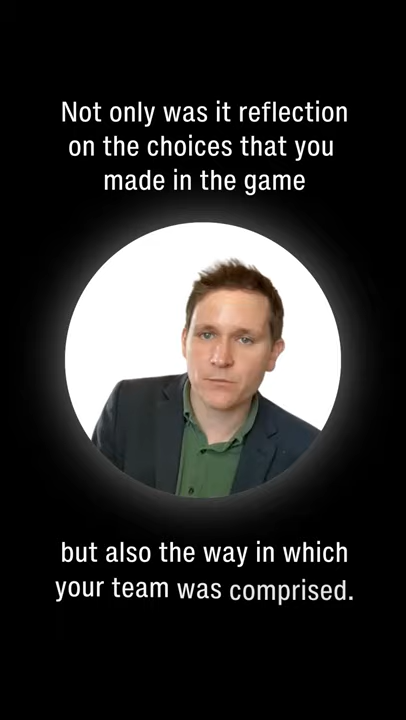 Not only was it reflection
on the choices that you
made in the game
but also the way in which
your team was comprised.